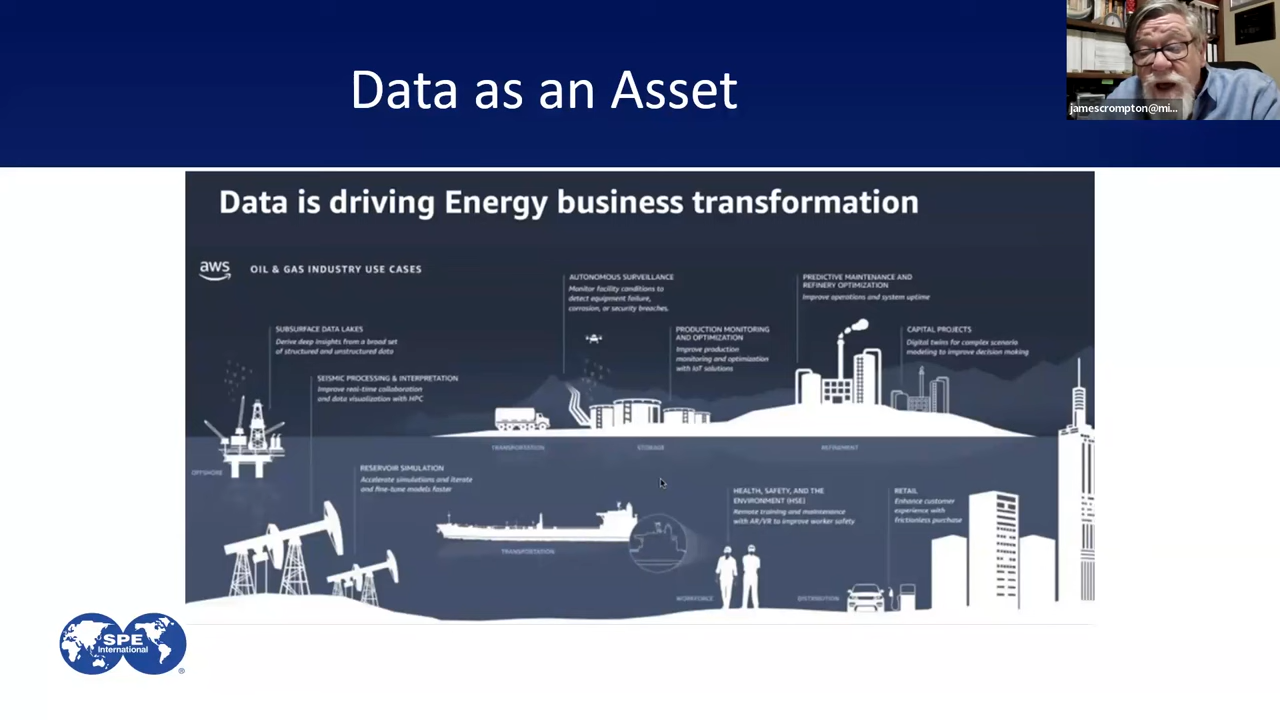 Data as an Asset
jamescrompton@mi...
Data is driving Energy business transformation
aws
OIL & GAS INDUSTRY USE CASES
AUTONOMOUS SURVEILLANCE
Monitor facility conditions to
detect equipment failure,
corrosion, or security breaches.
PREDICTIVE MAINTENANCE AND
REFINERY OPTIMIZATION
Improve operations and system uptime
SUBSURFACE DATA LAKES
Derive deep insights from a broad set
of structured and unstructured data
PRODUCTION MONITORING
AND OPTIMIZATION
Improve production
monitoring and optimization
with IoT solutions
CAPITAL PROJECTS
Digital twins for complex scenario
modeling to improve decision making
SEISMIC PROCESSING & INTERPRETATION
Improve real-time collaboration
and data visualization with HPC
TRANSPORTATION
STORAGE
REFINEMENT
OFFSHORE
RESERVOIR SIMULATION
Accelerate simulations and iterate
and fine-tune models faster
HEALTH, SAFETY, AND THE
ENVIRONMENT (HSE)
Remote training and maintenance
with AR/VR to improve worker safety
RETAIL
Enhance customer
experience with
frictionless purchase
TRANSPORTATION
WORKFORCE
DISTRIBUTION
SPE
International
®